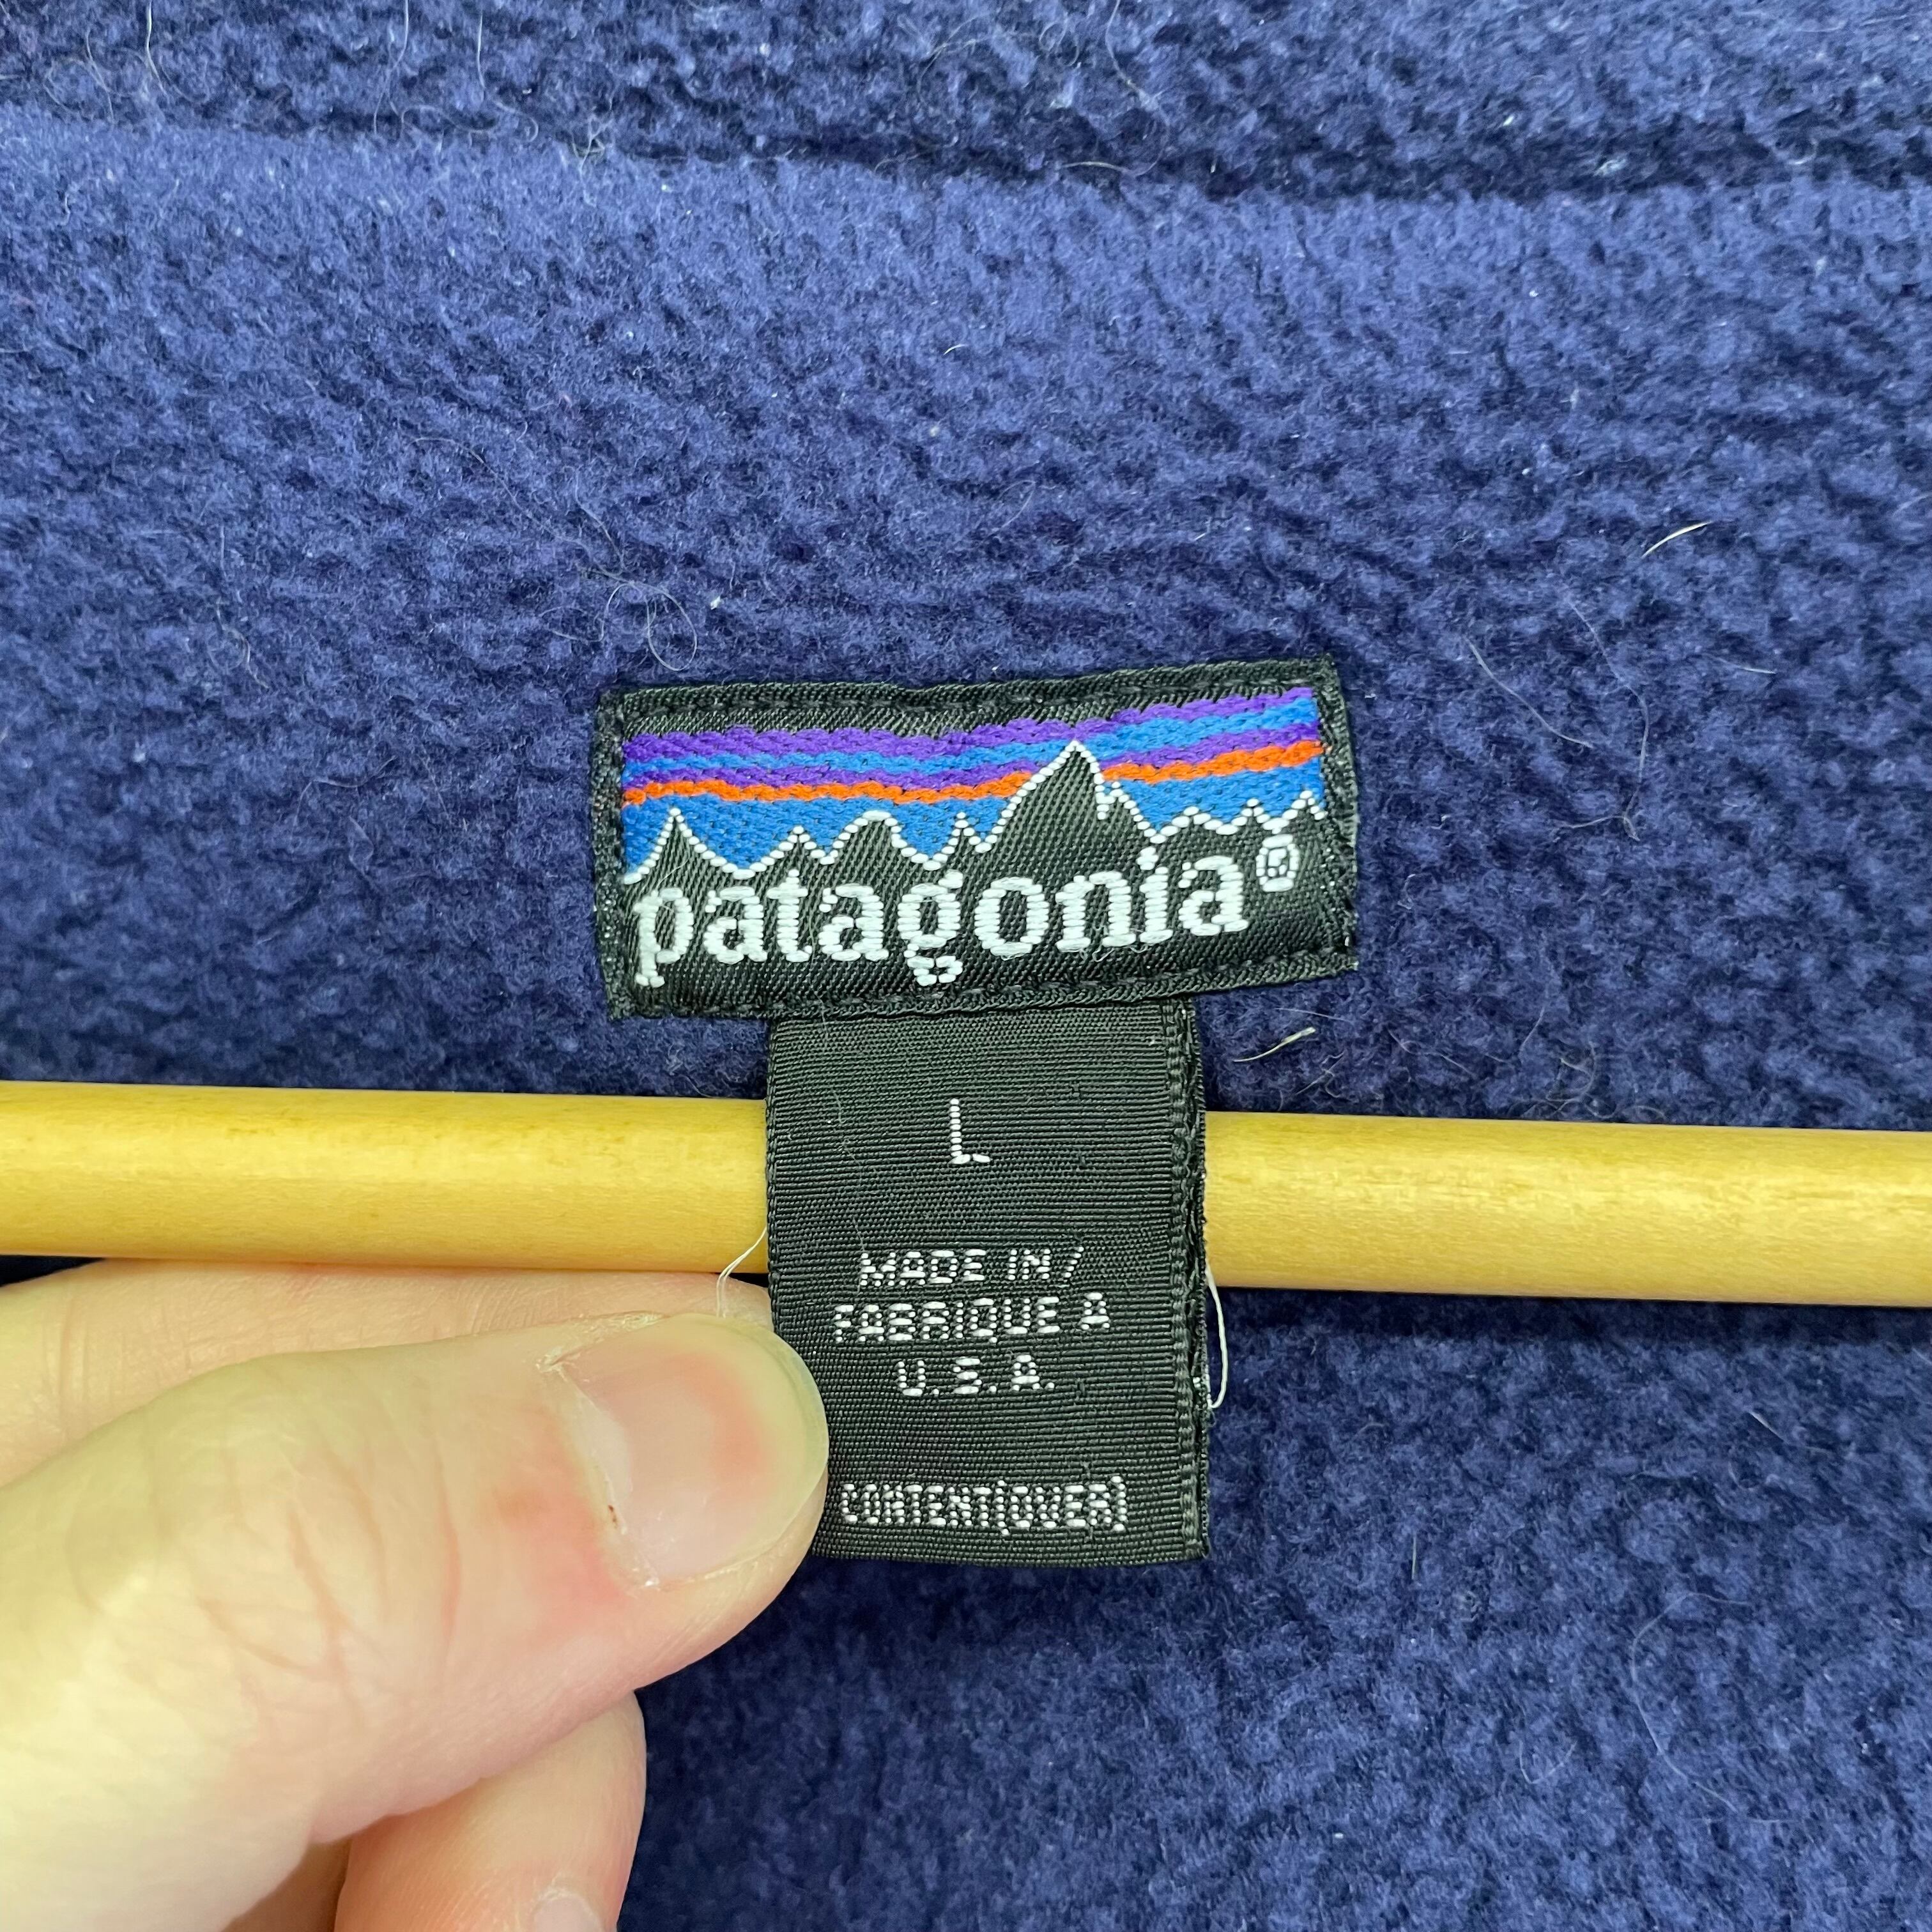 patagonia®
L
MADE IN/
FABRIQUE A
U.S.A.
CONTENT(OVER)